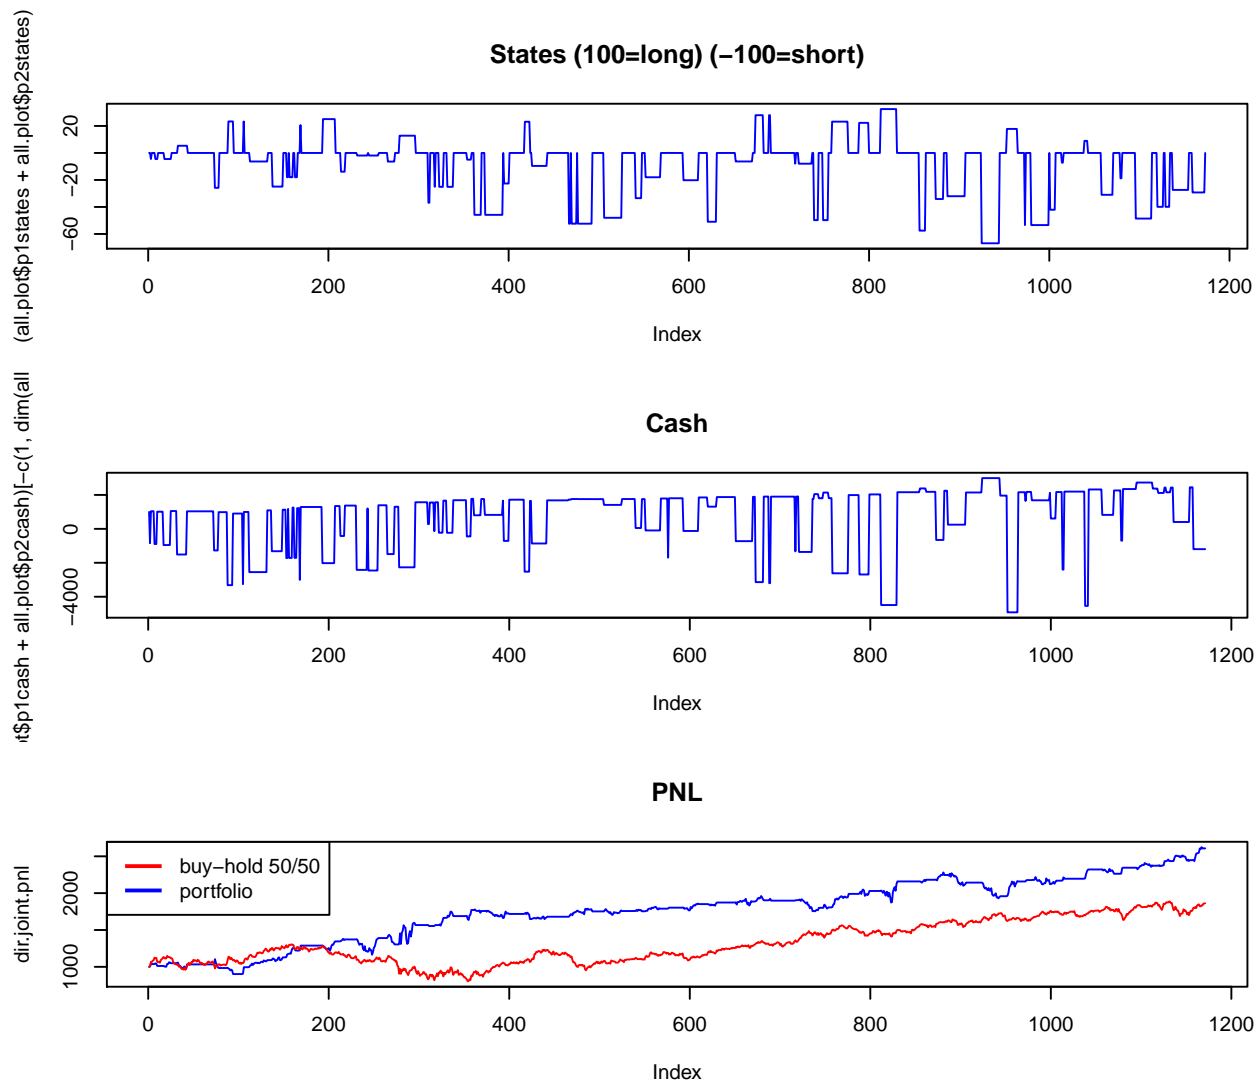 States (100=long) (−100=short)
(all.plot$p1states + all.plot$p2states)
20
−20
−60
0 200 400 600 800 1000 1200
Index
Cash
ot$p1cash + all.plot$p2cash)[−c(1, dim(all
0
−4000
0 200 400 600 800 1000 1200
Index
PNL
dir.joint.pnl
2000
1000
buy−hold 50/50
portfolio
0 200 400 600 800 1000 1200
Index